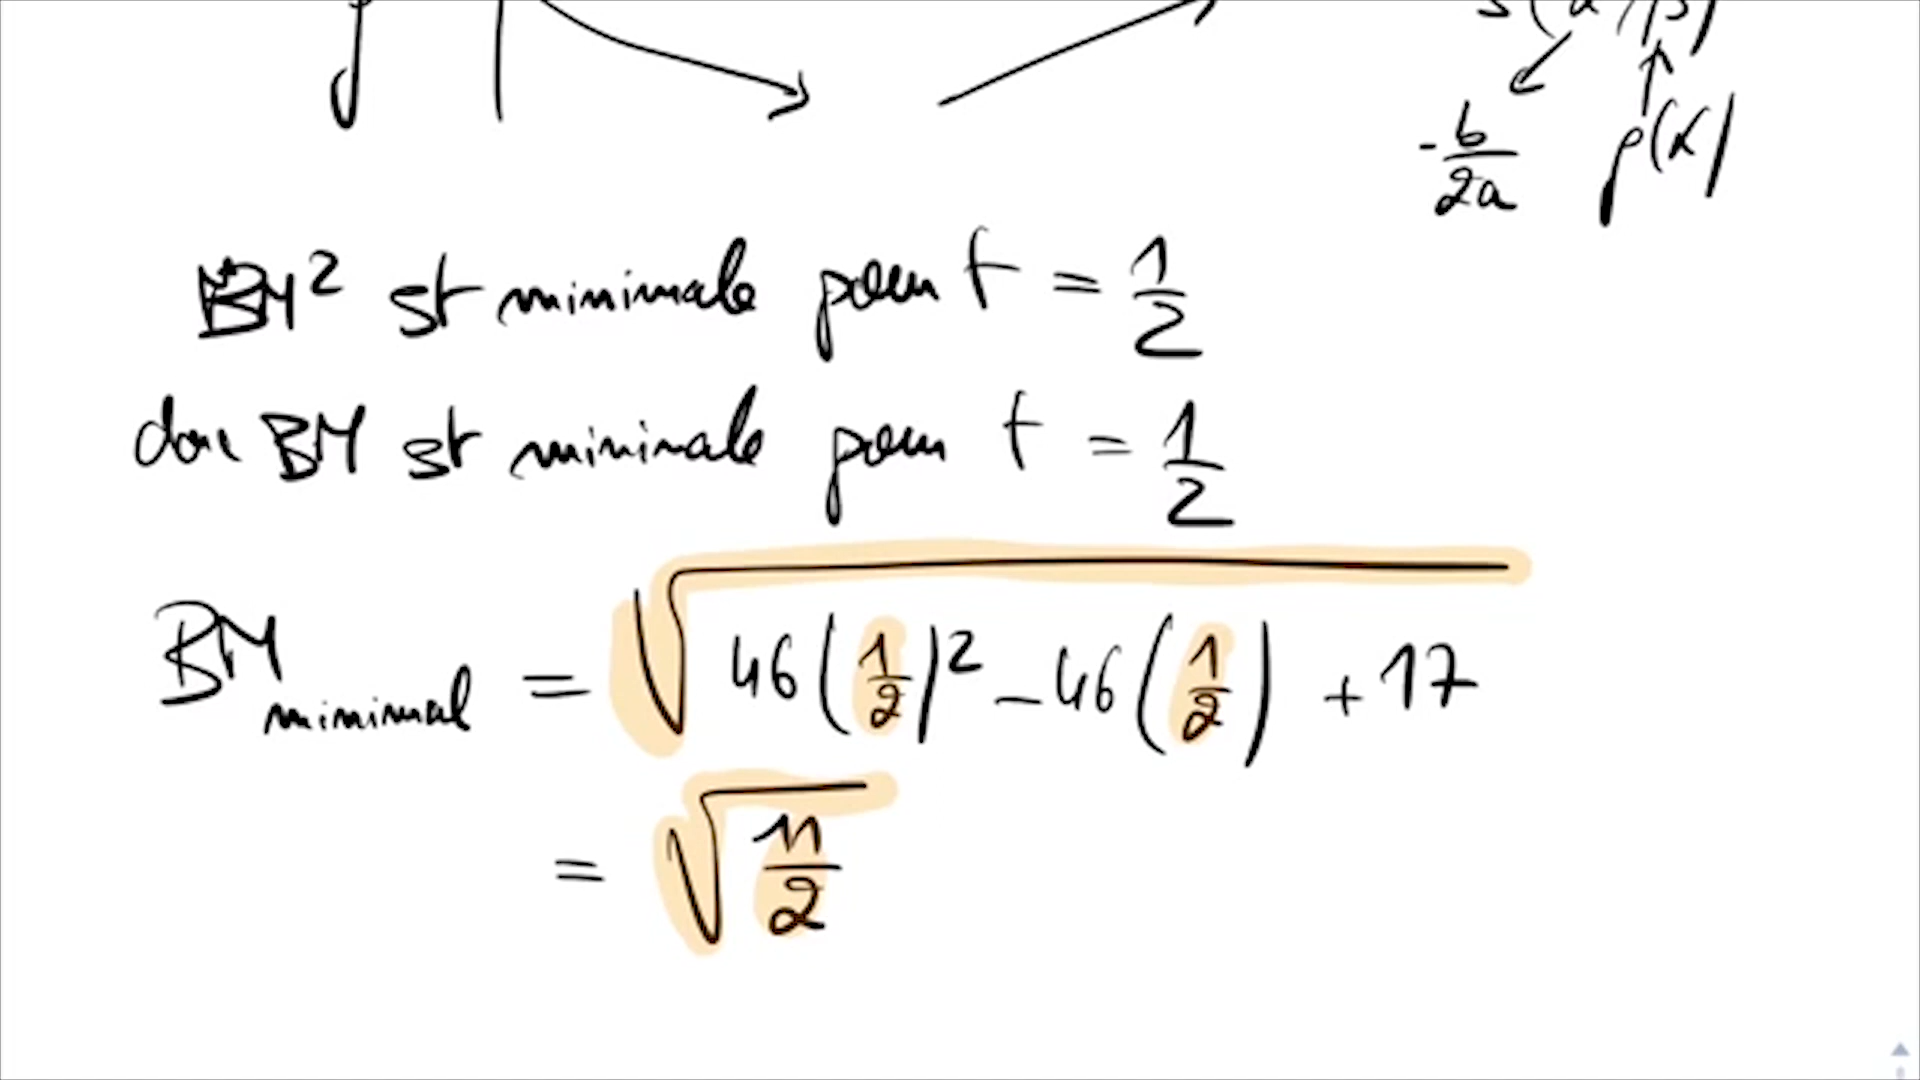 S(α, β)
-b/2a f(α)
BM² est minimale pour t = 1/2
donc BM est minimale pour t = 1/2
BM minimal = √(46(1/2)² - 46(1/2) + 17)
= √(11/2)